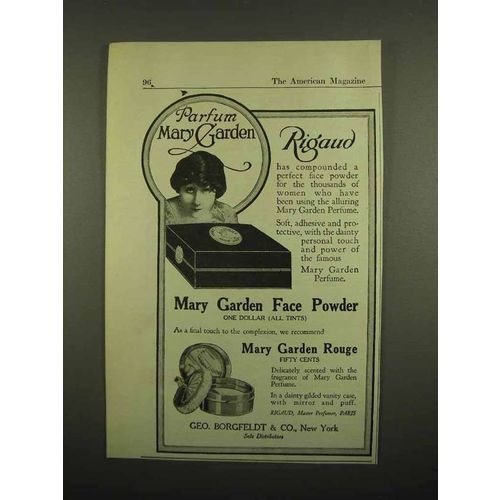 96
The American Magazine
Parfum
Mary Garden
Rigaud
has compounded a
perfect face powder
for the thousands of
women who have
been using the alluring
Mary Garden Perfume.
Soft, adhesive and pro-
tective, with the dainty
personal touch
and power of
the famous
Mary Garden
Perfume.
Mary Garden Face Powder
ONE DOLLAR (ALL TINTS)
As a final touch to the complexion, we recommend
Mary Garden Rouge
FIFTY CENTS
Delicately scented with the
fragrance of Mary Garden
Perfume.
In a dainty gilded vanity case,
with mirror and puff.
RIGAUD, Master Perfumer, PARIS
GEO. BORGFELDT & CO., New York
Sole Distributors